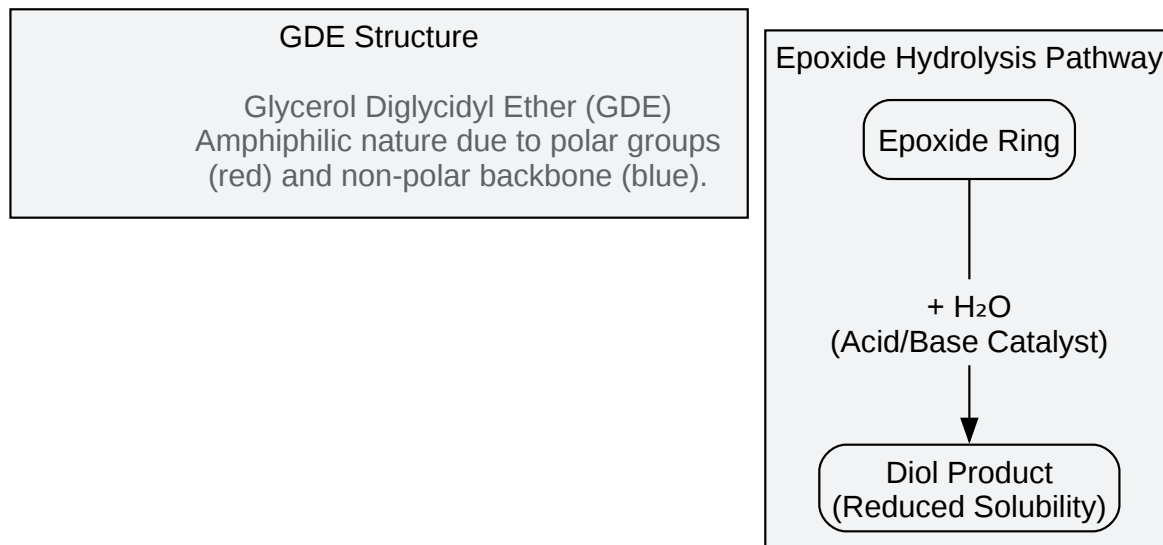 GDE Structure
Glycerol Diglycidyl Ether (GDE)
Amphiphilic nature due to polar groups
(red) and non-polar backbone (blue).
Epoxide Hydrolysis Pathway
Epoxide Ring
+ H₂O
(Acid/Base Catalyst)
Diol Product
(Reduced Solubility)